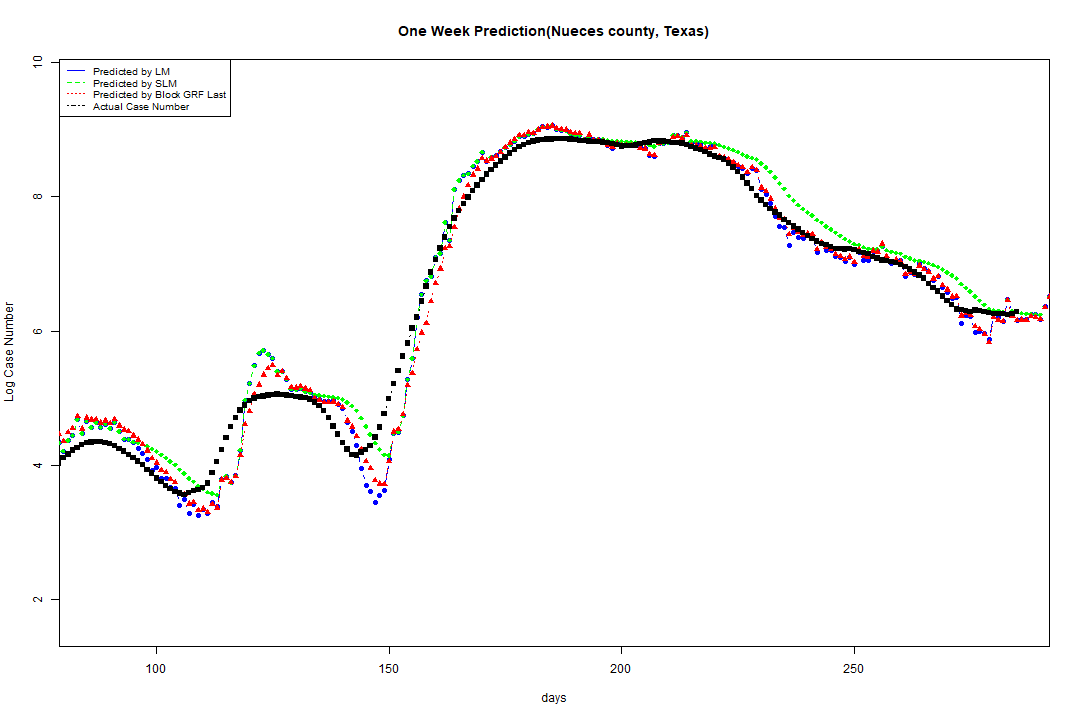 One Week Prediction(Nueces county, Texas)
Predicted by LM
Predicted by SLM
Predicted by Block GRF Last
Actual Case Number
10
8
6
4
2
Log Case Number
100
150
200
250
days